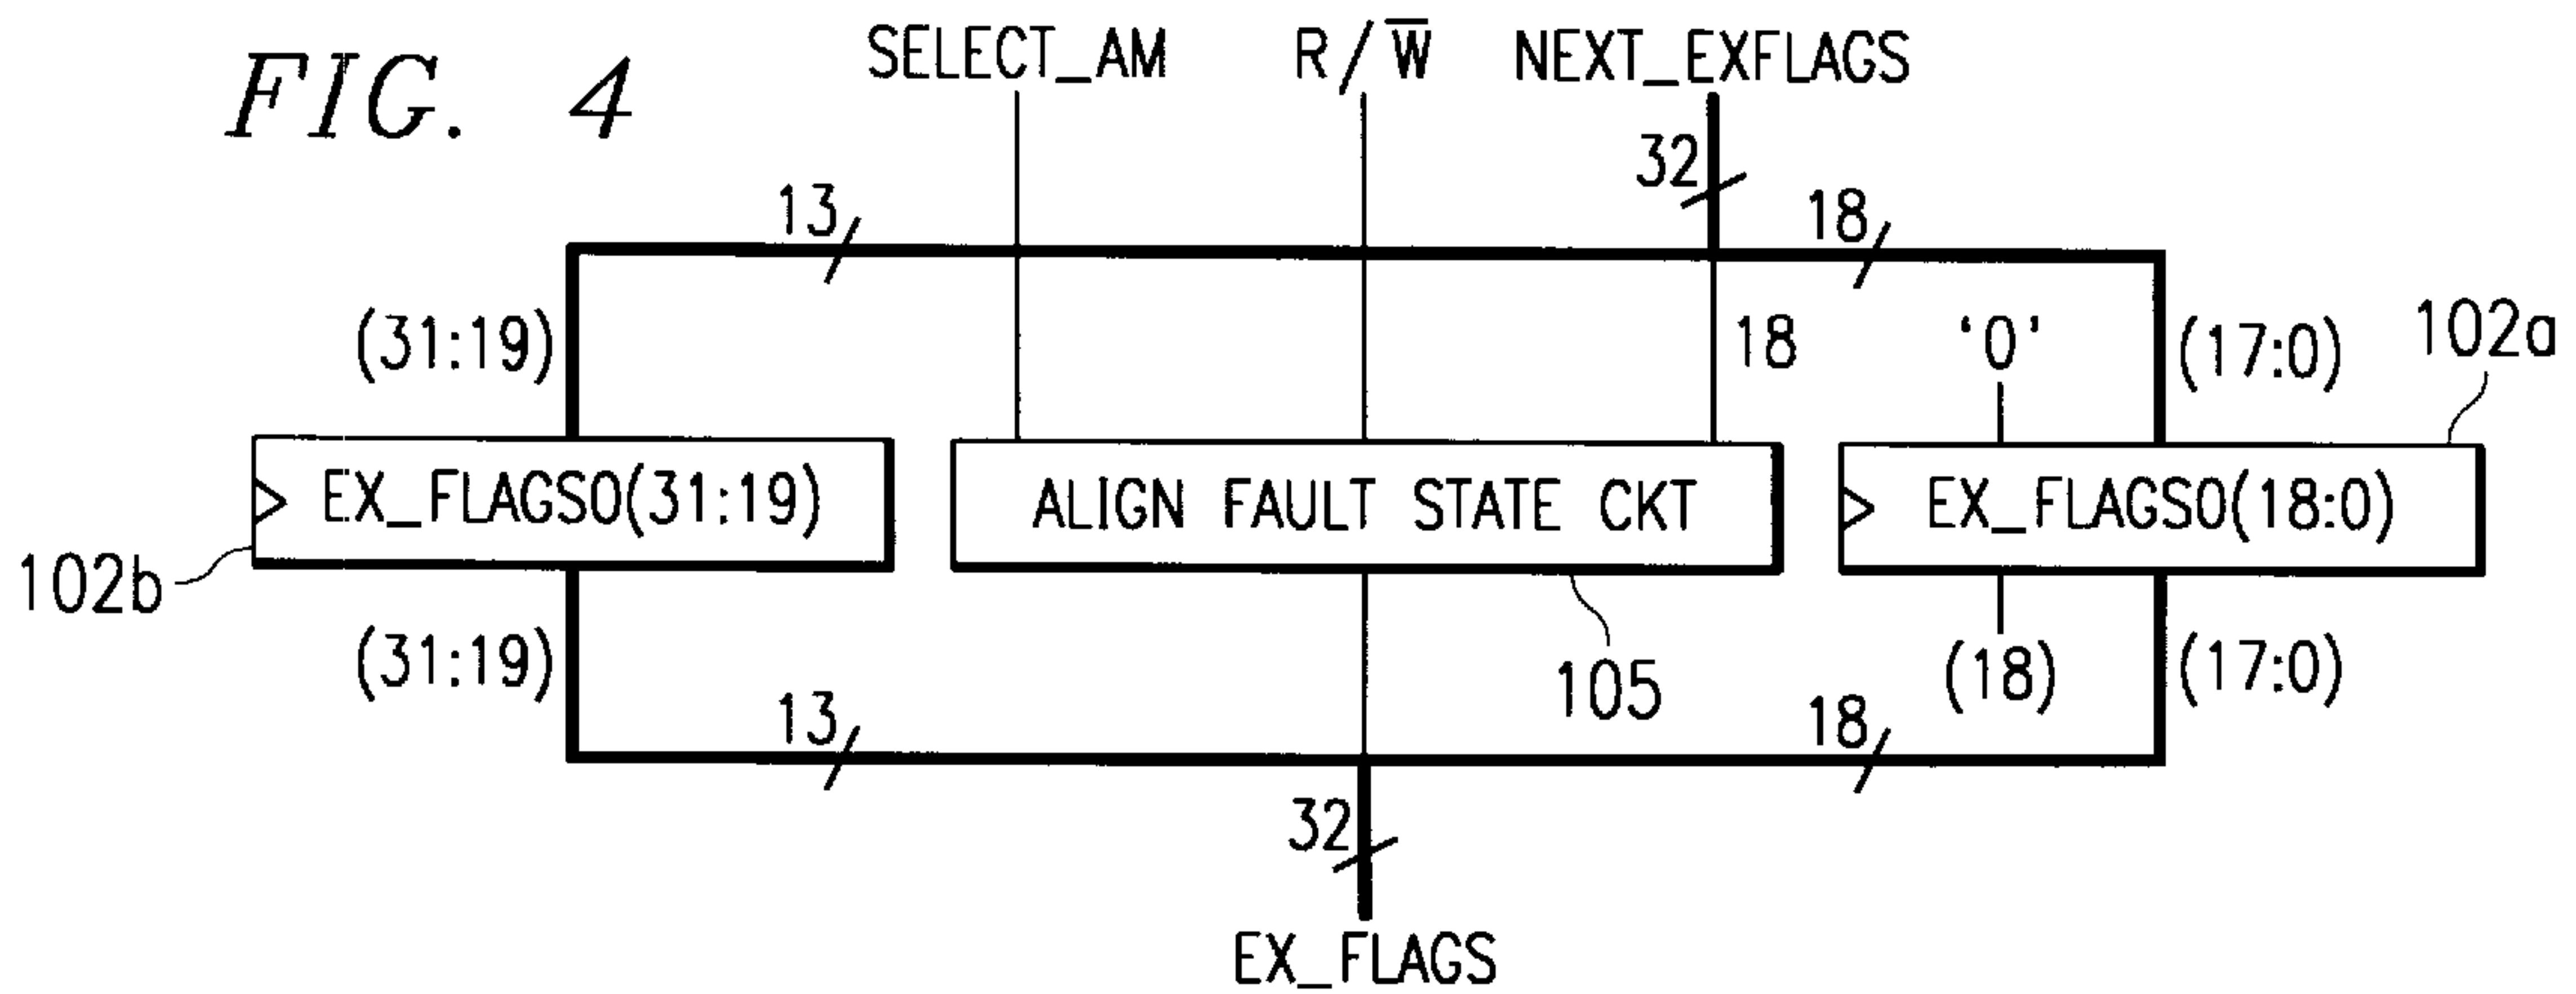 FIG. 4
SELECT_AM R/W̅ NEXT_EXFLAGS
32
13 18
(31:19) 18 '0' (17:0) 102a
EX_FLAGS0(31:19) ALIGN FAULT STATE CKT EX_FLAGS0(18:0)
102b
(31:19) 105 (18) (17:0)
13 18
32
EX_FLAGS